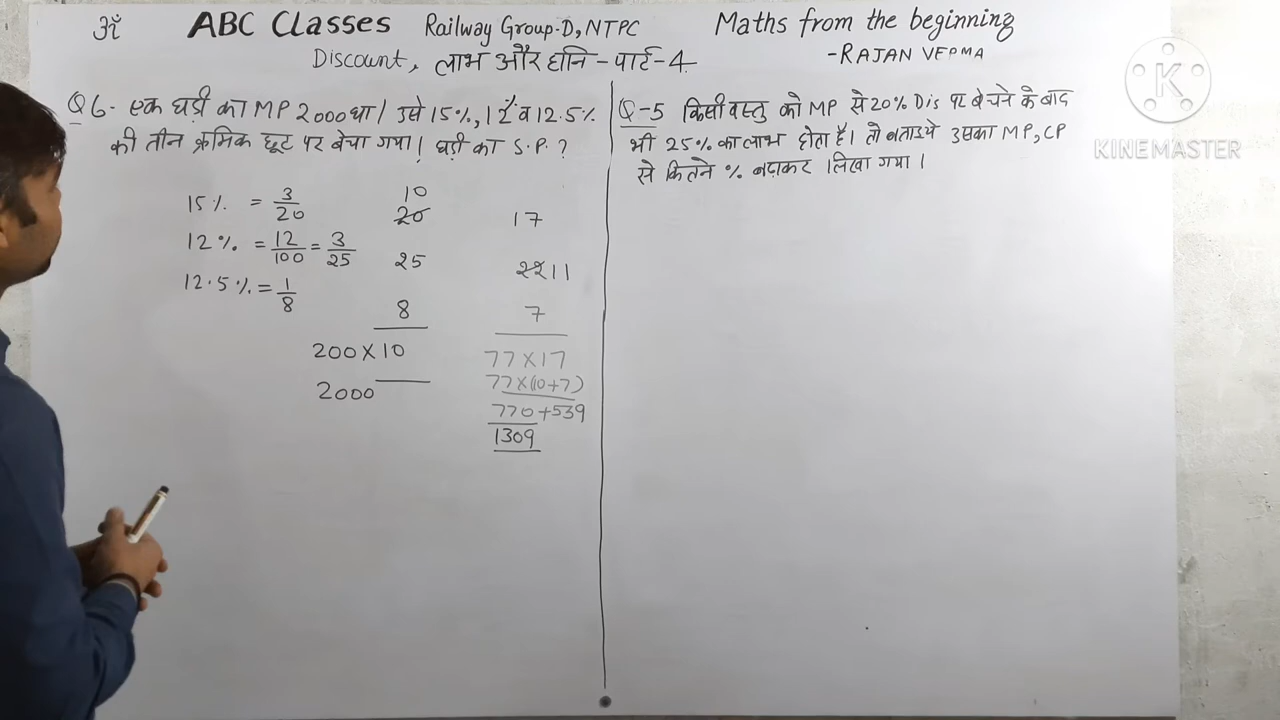 ॐ ABC Classes Railway Group-D, NTPC Maths from the beginning
Discount, लाभ और हानि - पार्ट-4 -RAJAN VERMA
Q 6- एक घड़ी का MP 2000 था / उसे 15%, 12% व 12.5%
की तीन क्रमिक छूट पर बेचा गया। घड़ी का S.P. ?
15% = 3/20
12% = 12/100 = 3/25
12.5% = 1/8
10
20 17
25 22 11
8 7
200 X 10 77 X 17
2000 77 X (10+7)
770 + 539
1309
Q-5 किसी वस्तु को MP से 20% Dis पर बेचने के बाद
भी 25% का लाभ होता है। तो बताइये उसका MP, CP
से कितने % बढ़ाकर लिखा गया।
K
KINEMASTER